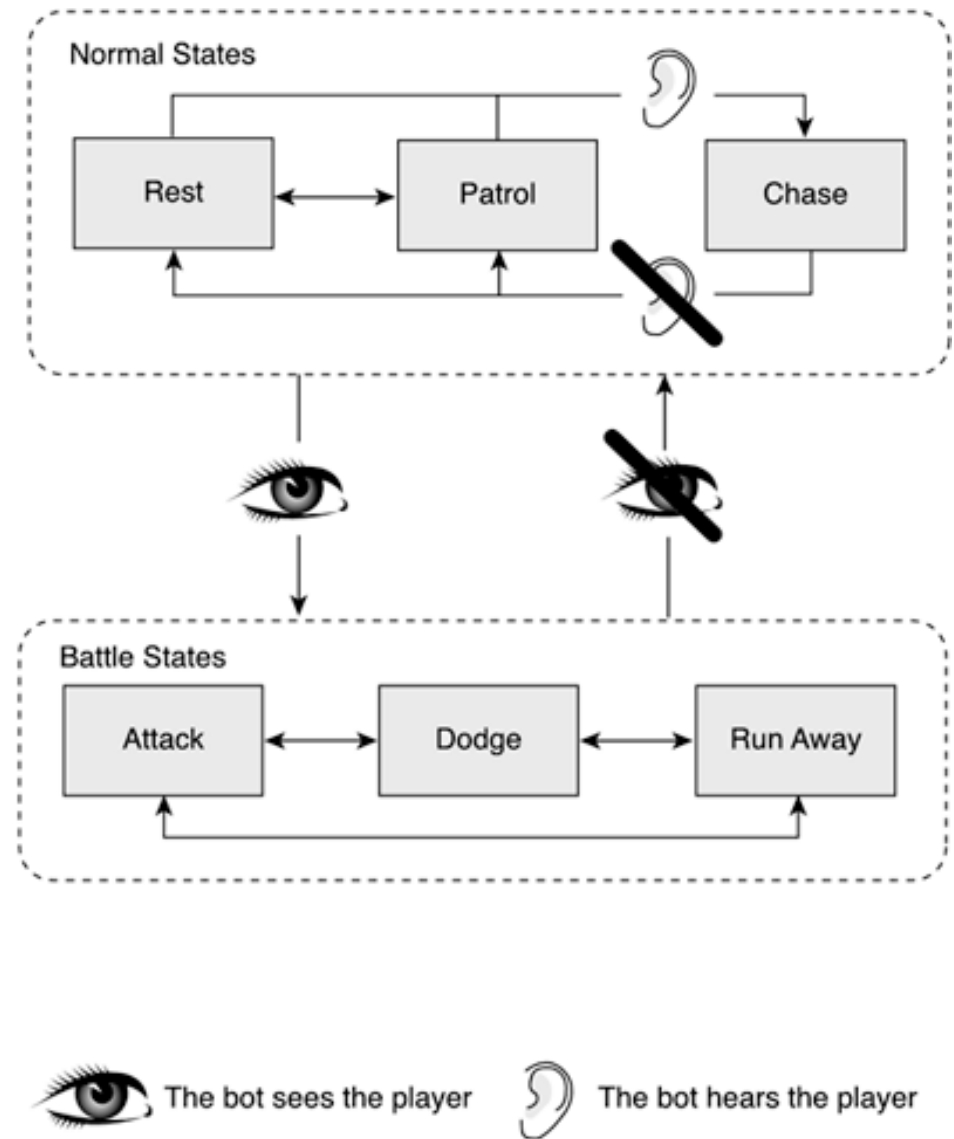 Normal States
Rest
Patrol
Chase
Battle States
Attack
Dodge
Run Away
The bot sees the player
The bot hears the player